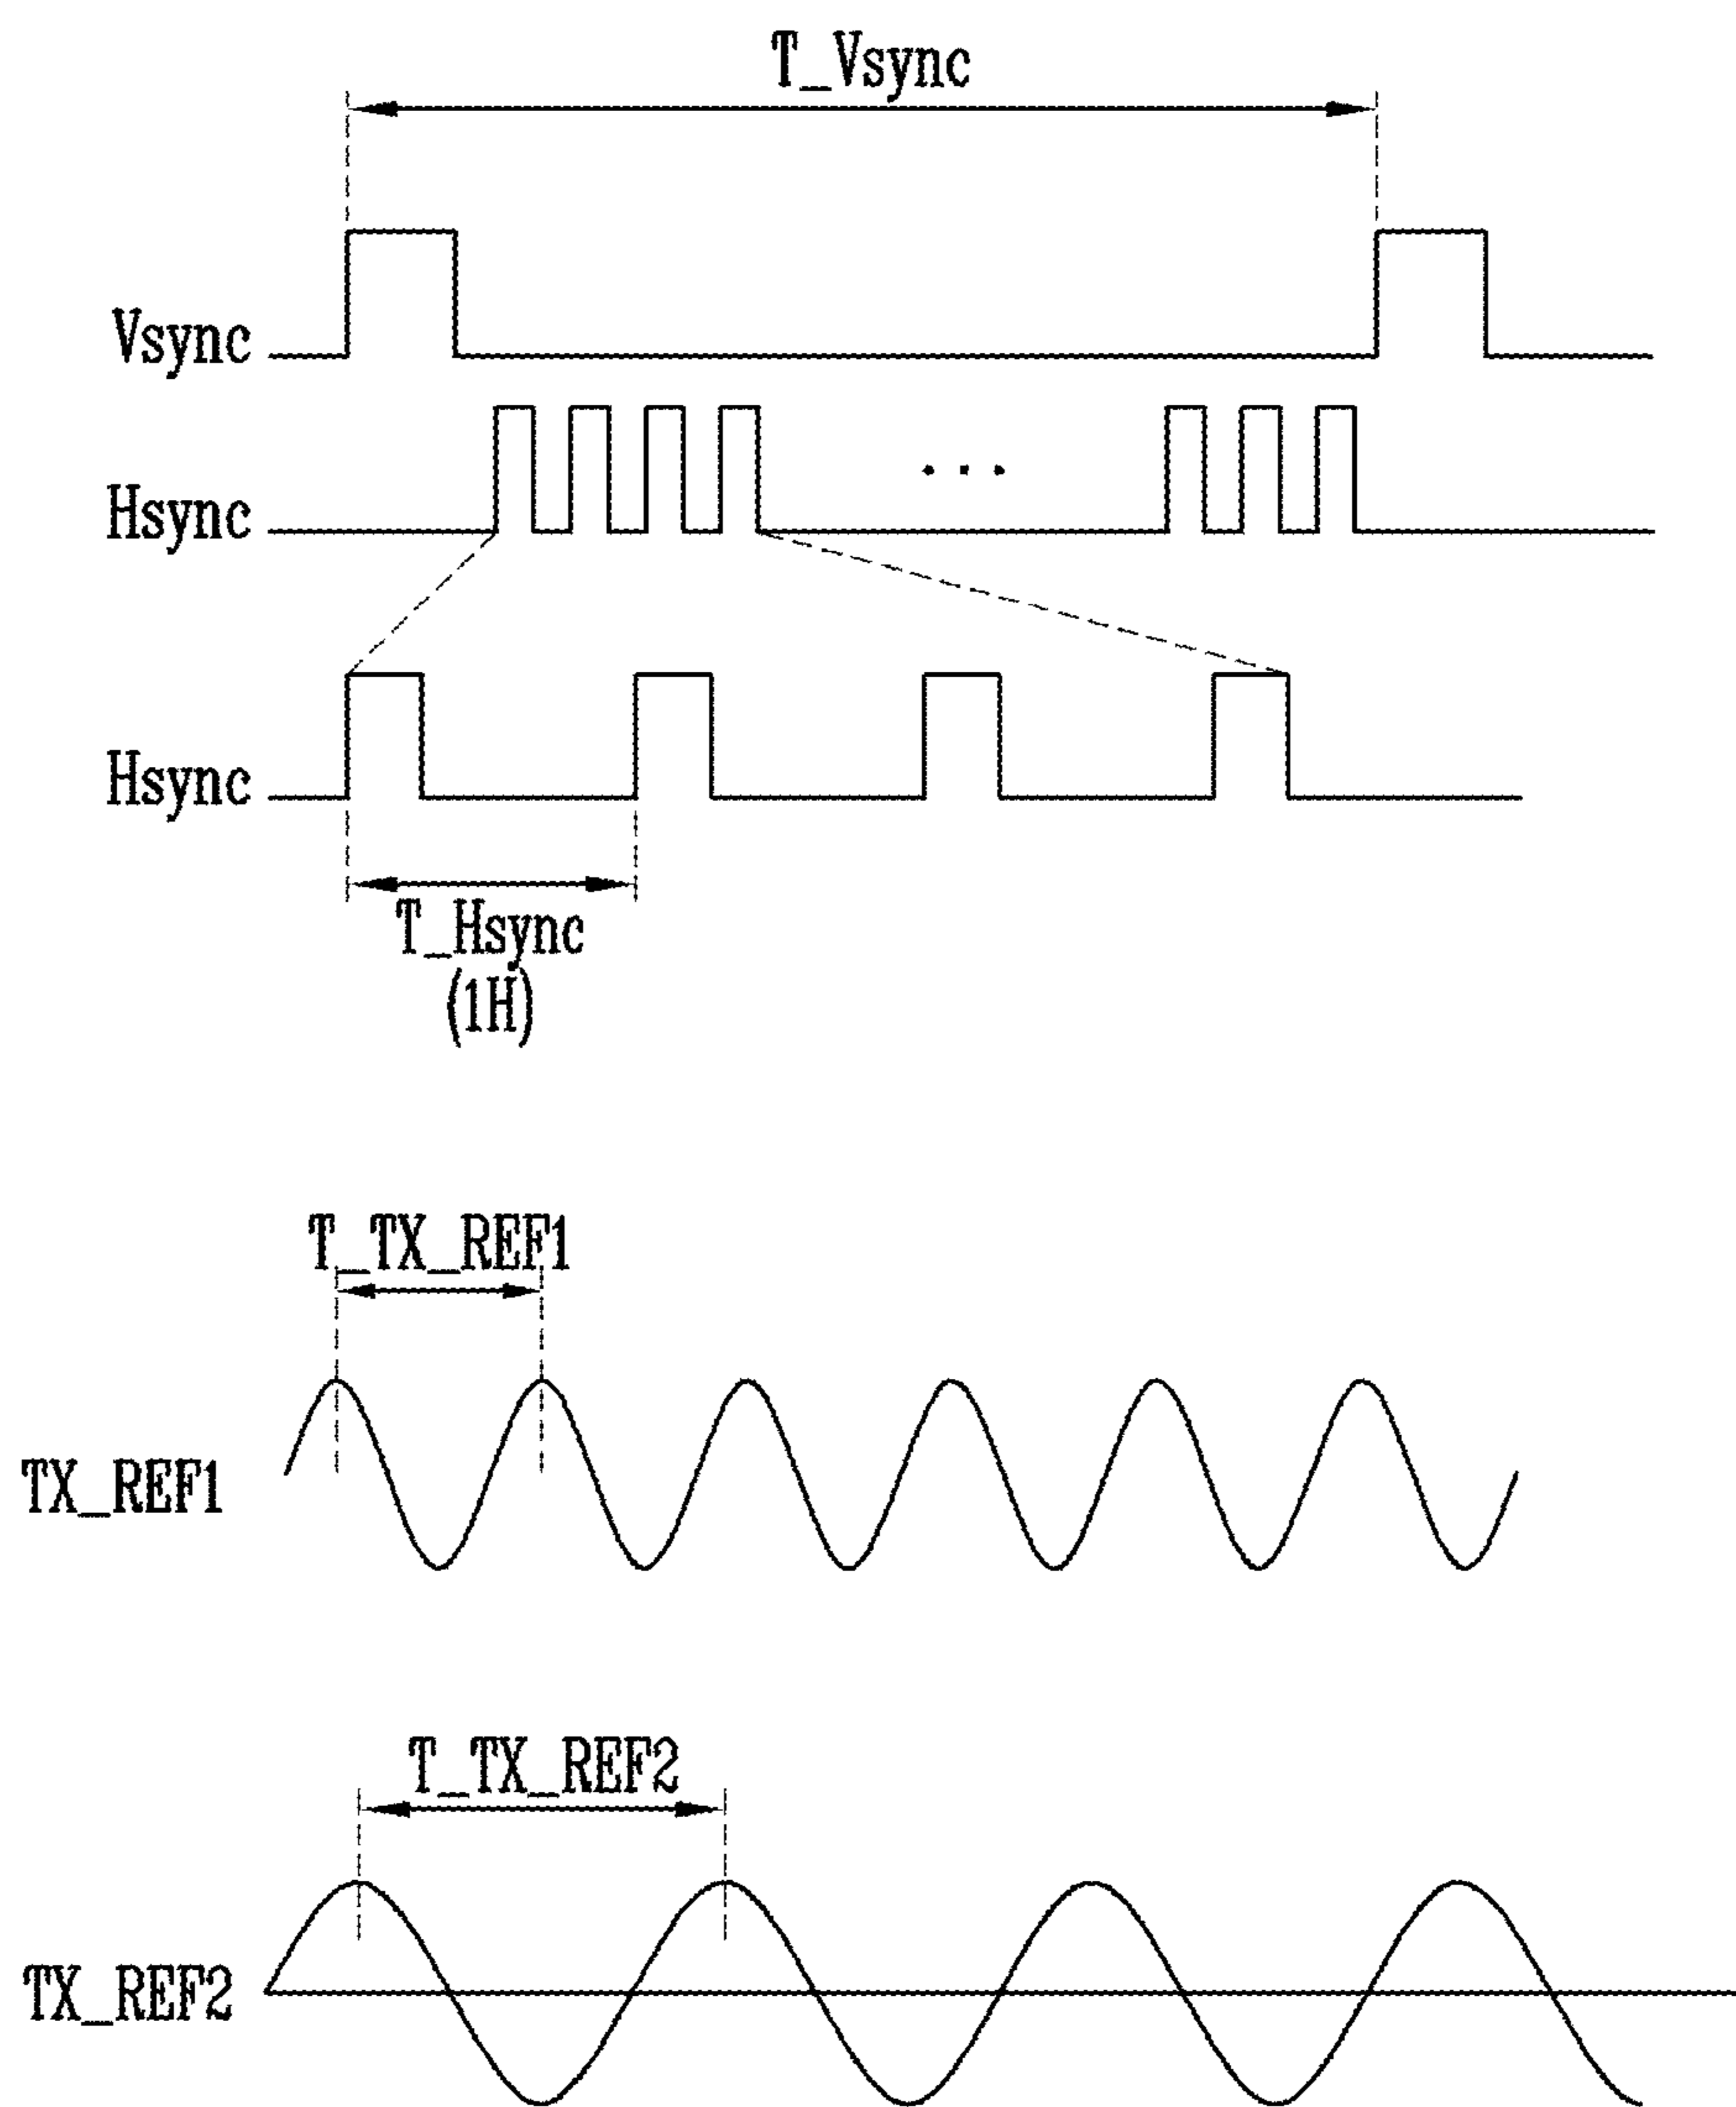 T_Vsync
Vsync
Hsync
Hsync
T_Hsync
(1H)
T_TX_REF1
TX_REF1
T_TX_REF2
TX_REF2